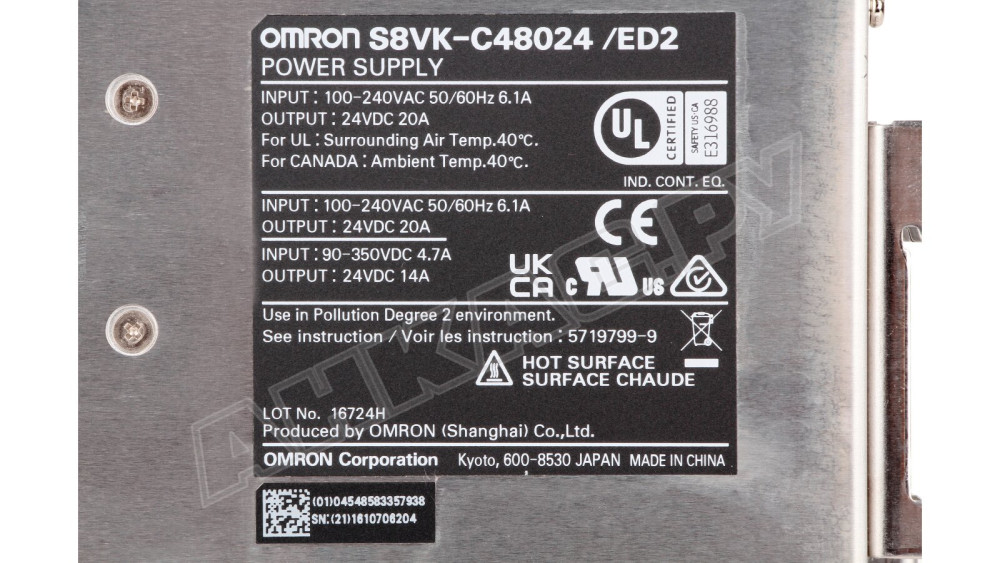 OMRON S8VK-C48024 /ED2
POWER SUPPLY
INPUT : 100-240VAC 50/60Hz 6.1A
OUTPUT : 24VDC 20A
For UL : Surrounding Air Temp.40℃.
For CANADA : Ambient Temp.40℃.
UL
CERTIFIED
SAFETY US·CA
E316988
IND. CONT. EQ.
INPUT : 100-240VAC 50/60Hz 6.1A
OUTPUT : 24VDC 20A
INPUT : 90-350VDC 4.7A
OUTPUT : 24VDC 14A
CE
UK
CA
c RU US
Use in Pollution Degree 2 environment.
See instruction / Voir les instruction : 5719799-9
HOT SURFACE
SURFACE CHAUDE
LOT No. 16724H
Produced by OMRON (Shanghai) Co.,Ltd.
OMRON Corporation Kyoto, 600-8530 JAPAN MADE IN CHINA
(01)04548583357938
SN:(21)1610706204